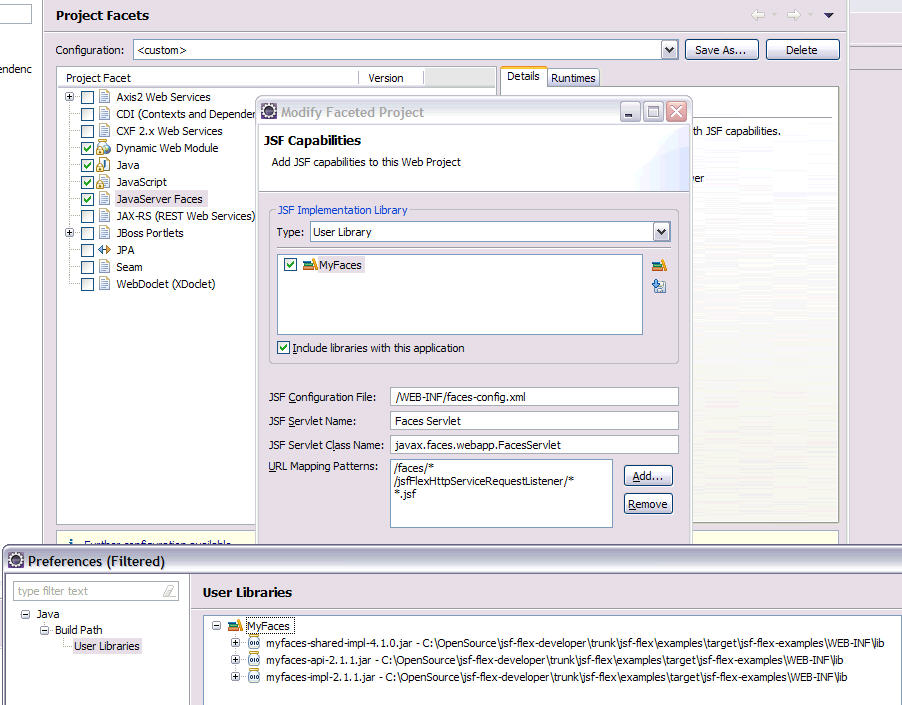 Project Facets
Configuration: <custom> Save As... Delete
endenc
Project Facet Version Details Runtimes
Axis2 Web Services
CDI (Contexts and Depender
CXF 2.x Web Services
Dynamic Web Module
Java
JavaScript
JavaServer Faces
JAX-RS (REST Web Services)
JBoss Portlets
JPA
Seam
WebDoclet (XDoclet)
th JSF capabilities.
ver
Modify Faceted Project
JSF Capabilities
Add JSF capabilities to this Web Project
JSF Implementation Library
Type: User Library
MyFaces
Include libraries with this application
JSF Configuration File: /WEB-INF/faces-config.xml
JSF Servlet Name: Faces Servlet
JSF Servlet Class Name: javax.faces.webapp.FacesServlet
URL Mapping Patterns: /faces/*
/jsfFlexHttpServiceRequestListener/*
*.jsf
Add...
Remove
Further configuration available
Preferences (Filtered)
type filter text
Java
Build Path
User Libraries
User Libraries
MyFaces
myfaces-shared-impl-4.1.0.jar - C:\OpenSource\jsf-flex-developer\trunk\jsf-flex\examples\target\jsf-flex-examples\WEB-INF\lib
myfaces-api-2.1.1.jar - C:\OpenSource\jsf-flex-developer\trunk\jsf-flex\examples\target\jsf-flex-examples\WEB-INF\lib
myfaces-impl-2.1.1.jar - C:\OpenSource\jsf-flex-developer\trunk\jsf-flex\examples\target\jsf-flex-examples\WEB-INF\lib